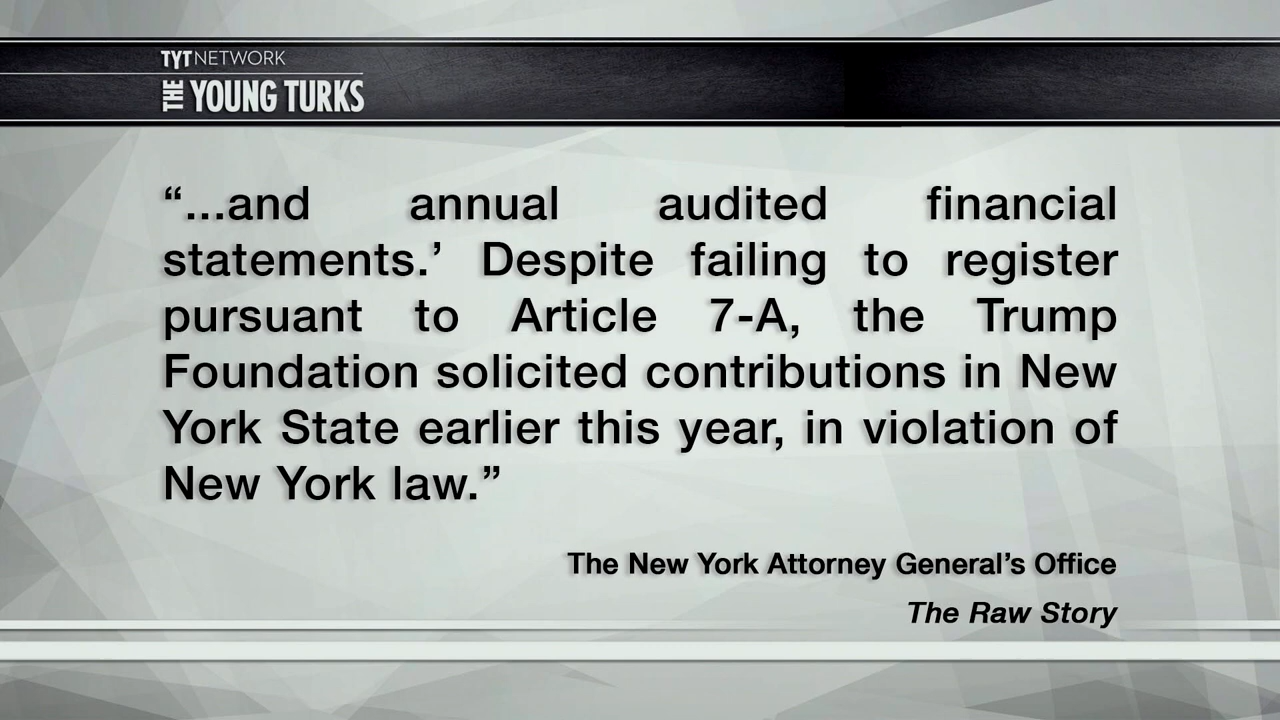 TYT NETWORK
THE YOUNG TURKS
“...and annual audited financial
statements.’ Despite failing to register
pursuant to Article 7-A, the Trump
Foundation solicited contributions in New
York State earlier this year, in violation of
New York law.”
The New York Attorney General’s Office
The Raw Story